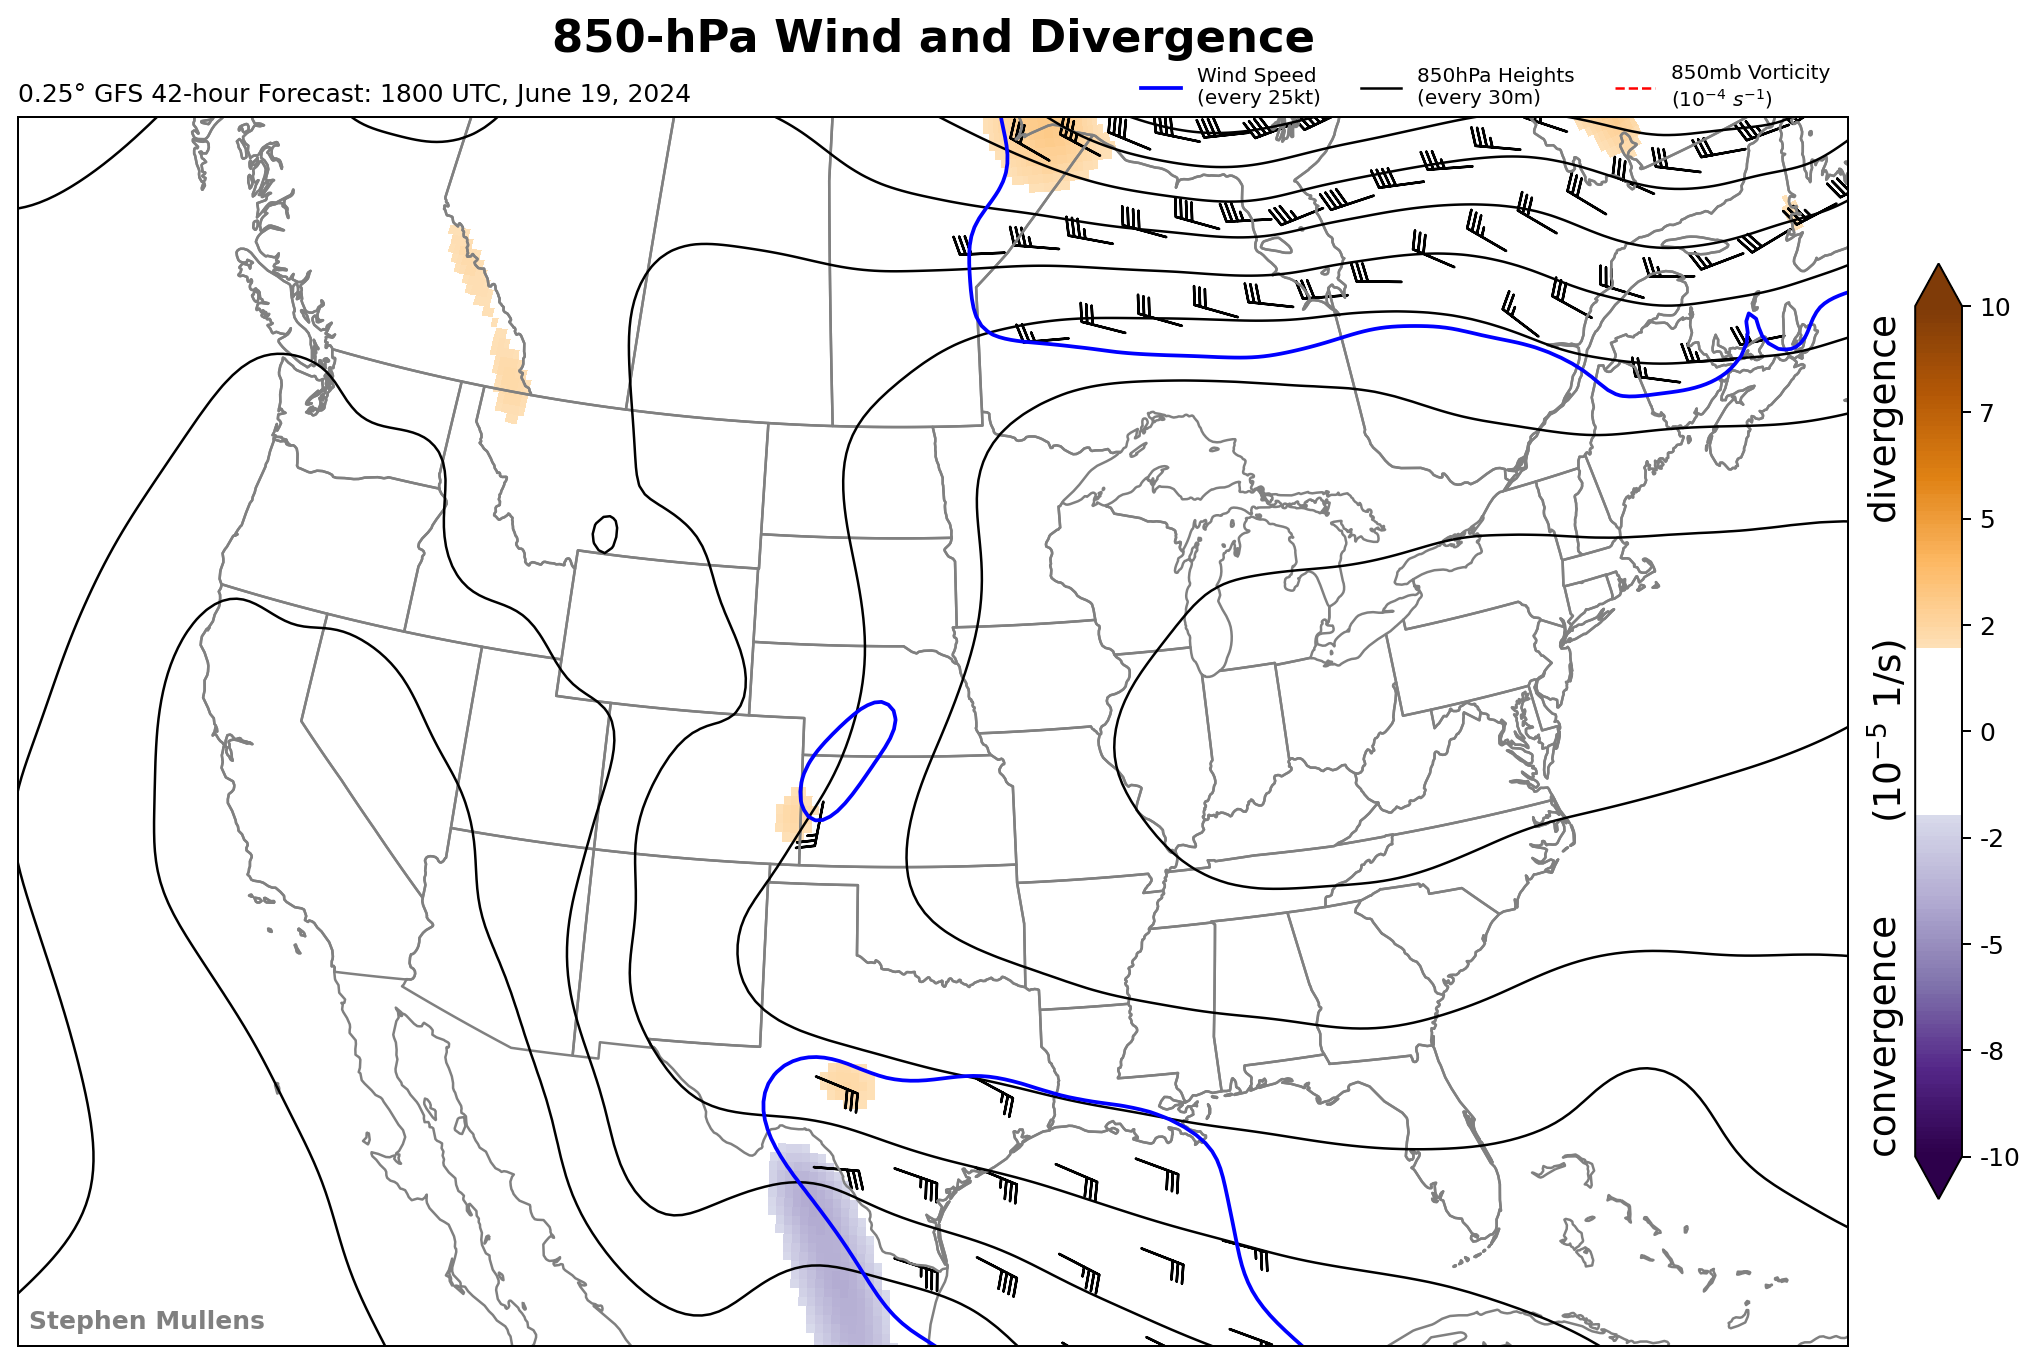 850-hPa Wind and Divergence
0.25° GFS 42-hour Forecast: 1800 UTC, June 19, 2024
Wind Speed
(every 25kt)
850hPa Heights
(every 30m)
850mb Vorticity
(10⁻⁴ s⁻¹)
10
7
5
2
0
-2
-5
-8
-10
convergence (10⁻⁵ 1/s) divergence
Stephen Mullens